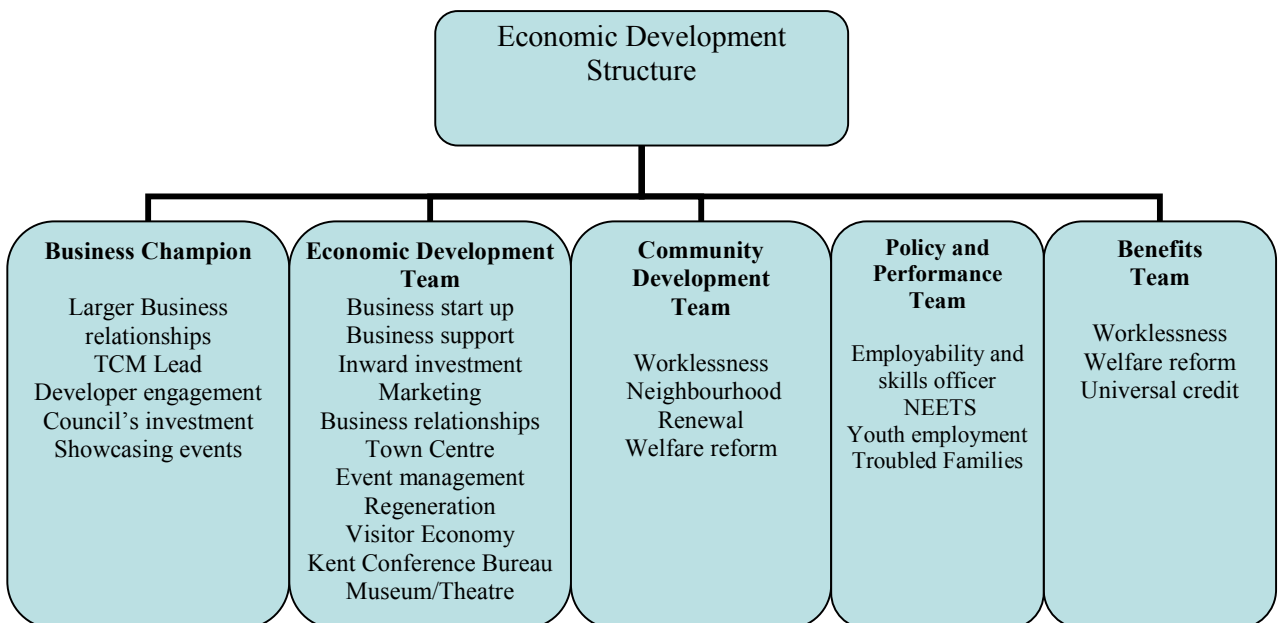 Economic Development
Structure
Business Champion
Larger Business
relationships
TCM Lead
Developer engagement
Council's investment
Showcasing events
Economic Development
Team
Business start up
Business support
Inward investment
Marketing
Business relationships
Town Centre
Event management
Regeneration
Visitor Economy
Kent Conference Bureau
Museum/Theatre
Community
Development
Team
Worklessness
Neighbourhood
Renewal
Welfare reform
Policy and
Performance
Team
Employability and
skills officer
NEETS
Youth employment
Troubled Families
Benefits
Team
Worklessness
Welfare reform
Universal credit